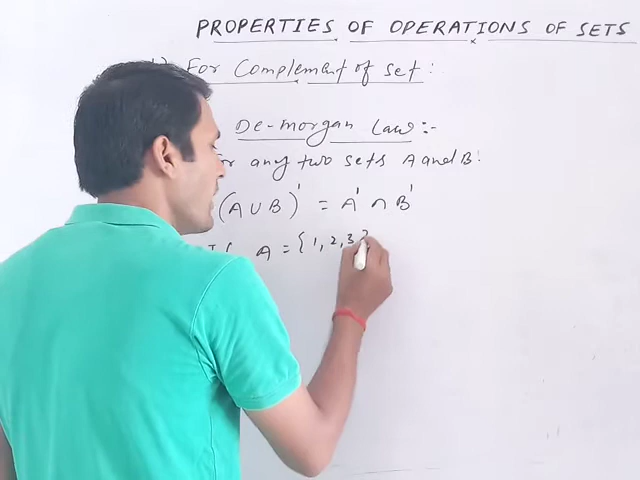 PROPERTIES OF OPERATIONS OF SETS
For Complement of set :
De-morgan Law :-
any two sets A and B :
(A ∪ B)' = A' ∩ B'
If A = {1, 2, 3}